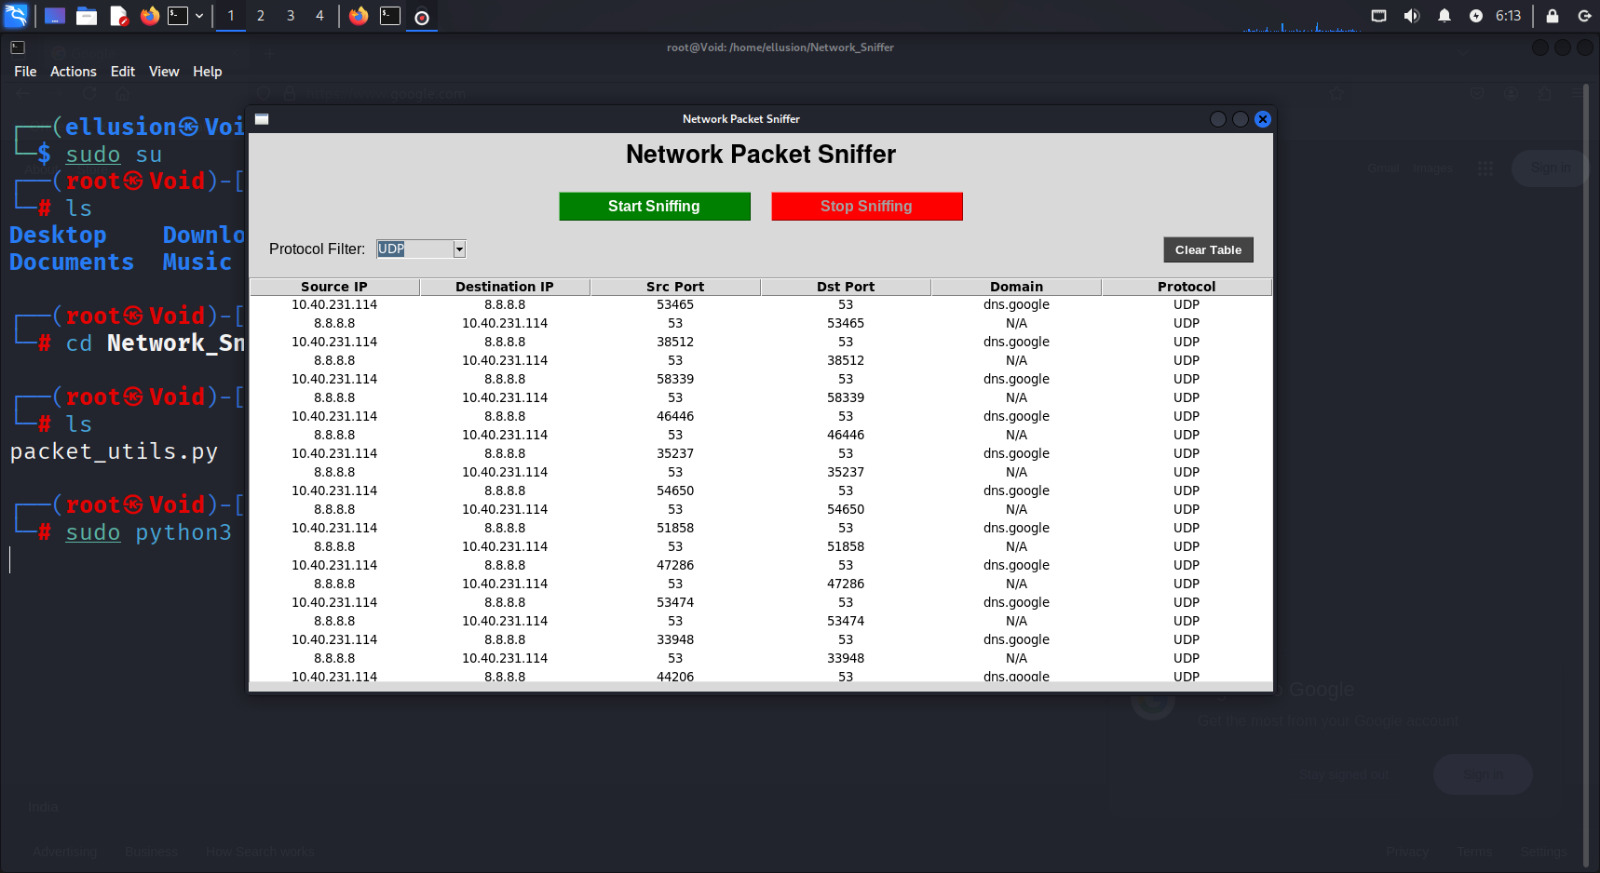 1 2 3 4 6:13
root@Void: /home/ellusion/Network_Sniffer
File Actions Edit View Help
(ellusion㉿Voi
$ sudo su
(root㉿Void)-[
# ls
Desktop Downlo
Documents Music
(root㉿Void)-[
# cd Network_Sn
(root㉿Void)-[
# ls
packet_utils.py
(root㉿Void)-[
# sudo python3
Network Packet Sniffer
Network Packet Sniffer
Start Sniffing Stop Sniffing
Protocol Filter: UDP Clear Table
Source IP Destination IP Src Port Dst Port Domain Protocol
10.40.231.114 8.8.8.8 53465 53 dns.google UDP
8.8.8.8 10.40.231.114 53 53465 N/A UDP
10.40.231.114 8.8.8.8 38512 53 dns.google UDP
8.8.8.8 10.40.231.114 53 38512 N/A UDP
10.40.231.114 8.8.8.8 58339 53 dns.google UDP
8.8.8.8 10.40.231.114 53 58339 N/A UDP
10.40.231.114 8.8.8.8 46446 53 dns.google UDP
8.8.8.8 10.40.231.114 53 46446 N/A UDP
10.40.231.114 8.8.8.8 35237 53 dns.google UDP
8.8.8.8 10.40.231.114 53 35237 N/A UDP
10.40.231.114 8.8.8.8 54650 53 dns.google UDP
8.8.8.8 10.40.231.114 53 54650 N/A UDP
10.40.231.114 8.8.8.8 51858 53 dns.google UDP
8.8.8.8 10.40.231.114 53 51858 N/A UDP
10.40.231.114 8.8.8.8 47286 53 dns.google UDP
8.8.8.8 10.40.231.114 53 47286 N/A UDP
10.40.231.114 8.8.8.8 53474 53 dns.google UDP
8.8.8.8 10.40.231.114 53 53474 N/A UDP
10.40.231.114 8.8.8.8 33948 53 dns.google UDP
8.8.8.8 10.40.231.114 53 33948 N/A UDP
10.40.231.114 8.8.8.8 44206 53 dns.google UDP
Gmail Images Sign in
Google
Get the most from your Google account
Stay signed out Sign in
India
Advertising Business How Search works Privacy Terms Settings